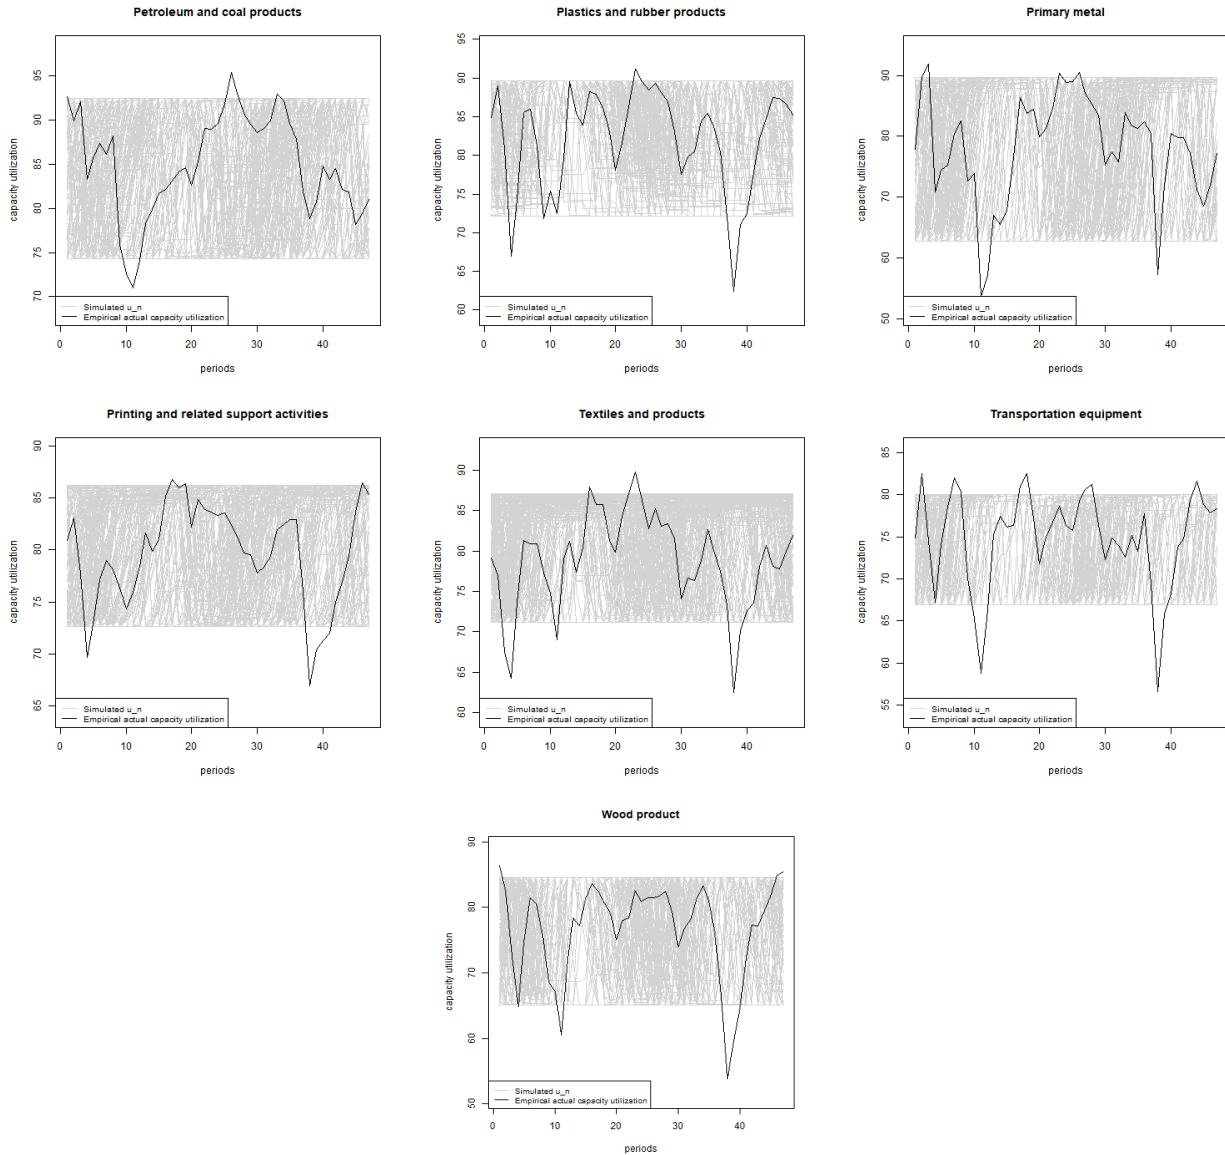 Petroleum and coal products
Plastics and rubber products
Primary metal
capacity utilization
95
90
85
80
75
70
Simulated u_n
Empirical actual capacity utilization
0 10 20 30 40
periods
capacity utilization
95
90
85
80
75
70
65
60
Simulated u_n
Empirical actual capacity utilization
0 10 20 30 40
periods
capacity utilization
90
80
70
60
50
Simulated u_n
Empirical actual capacity utilization
0 10 20 30 40
periods
Printing and related support activities
Textiles and products
Transportation equipment
capacity utilization
90
85
80
75
70
65
Simulated u_n
Empirical actual capacity utilization
0 10 20 30 40
periods
capacity utilization
90
85
80
75
70
65
60
Simulated u_n
Empirical actual capacity utilization
0 10 20 30 40
periods
capacity utilization
85
80
75
70
65
60
55
Simulated u_n
Empirical actual capacity utilization
0 10 20 30 40
periods
Wood product
capacity utilization
90
80
70
60
50
Simulated u_n
Empirical actual capacity utilization
0 10 20 30 40
periods